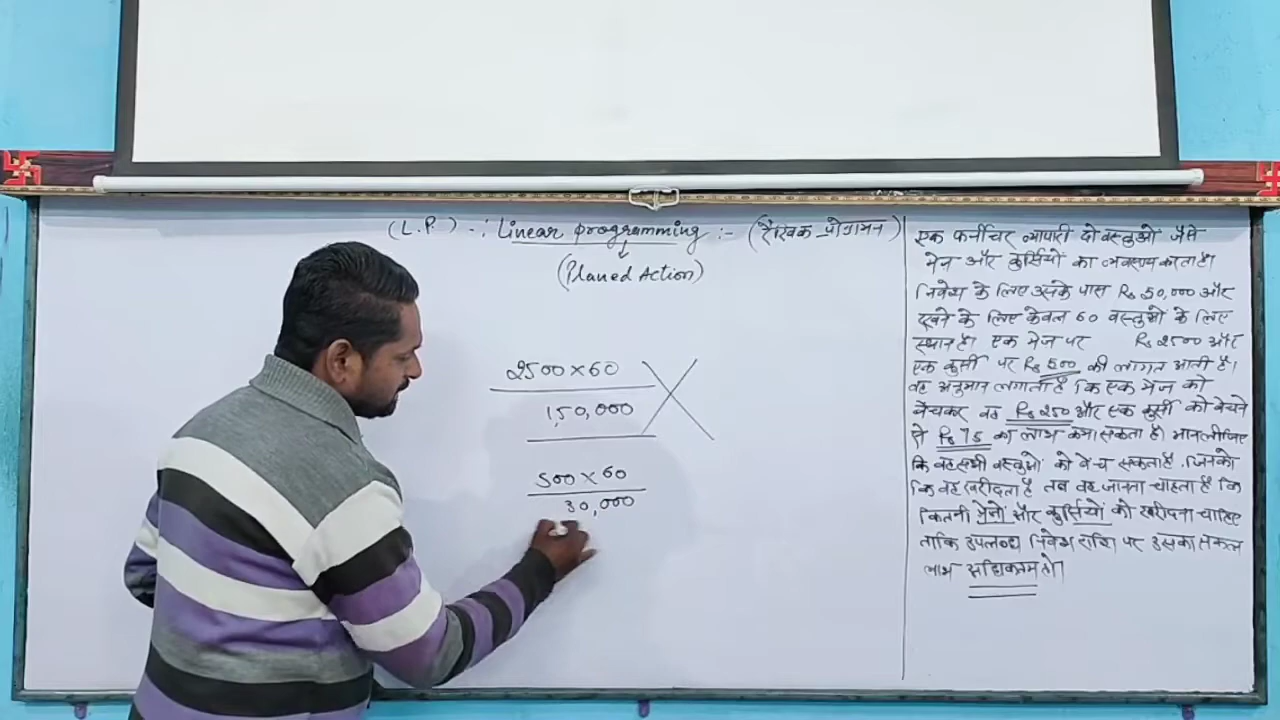 (L.P.) -: Linear programming :- (रैखिक प्रोग्रामन)
(Planed Action)
2500×60
1,50,000
500×60
30,000
एक फर्नीचर व्यापारी दो वस्तुओं जैसे
मेज और कुर्सियों का व्यवसाय करता है।
निवेश के लिए उसके पास Rs 50,000 और
रखने के लिए केवल 60 वस्तुओं के लिए
स्थान है। एक मेज पर Rs 2500 और
एक कुर्सी पर Rs 500 की लागत आती है।
वह अनुमान लगाता है कि एक मेज को
बेचकर वह Rs 250 और एक कुर्सी को बेचने
से Rs 75 का लाभ कमा सकता है। मान लीजिए
कि वह सभी वस्तुओं को बेच सकता है जिनको
कि वह खरीदता है तब वह जानना चाहता है कि
कितनी मेजों और कुर्सियों को खरीदना चाहिए
ताकि उपलब्ध निवेश राशि पर उसका सकल
लाभ अधिकतम हो।